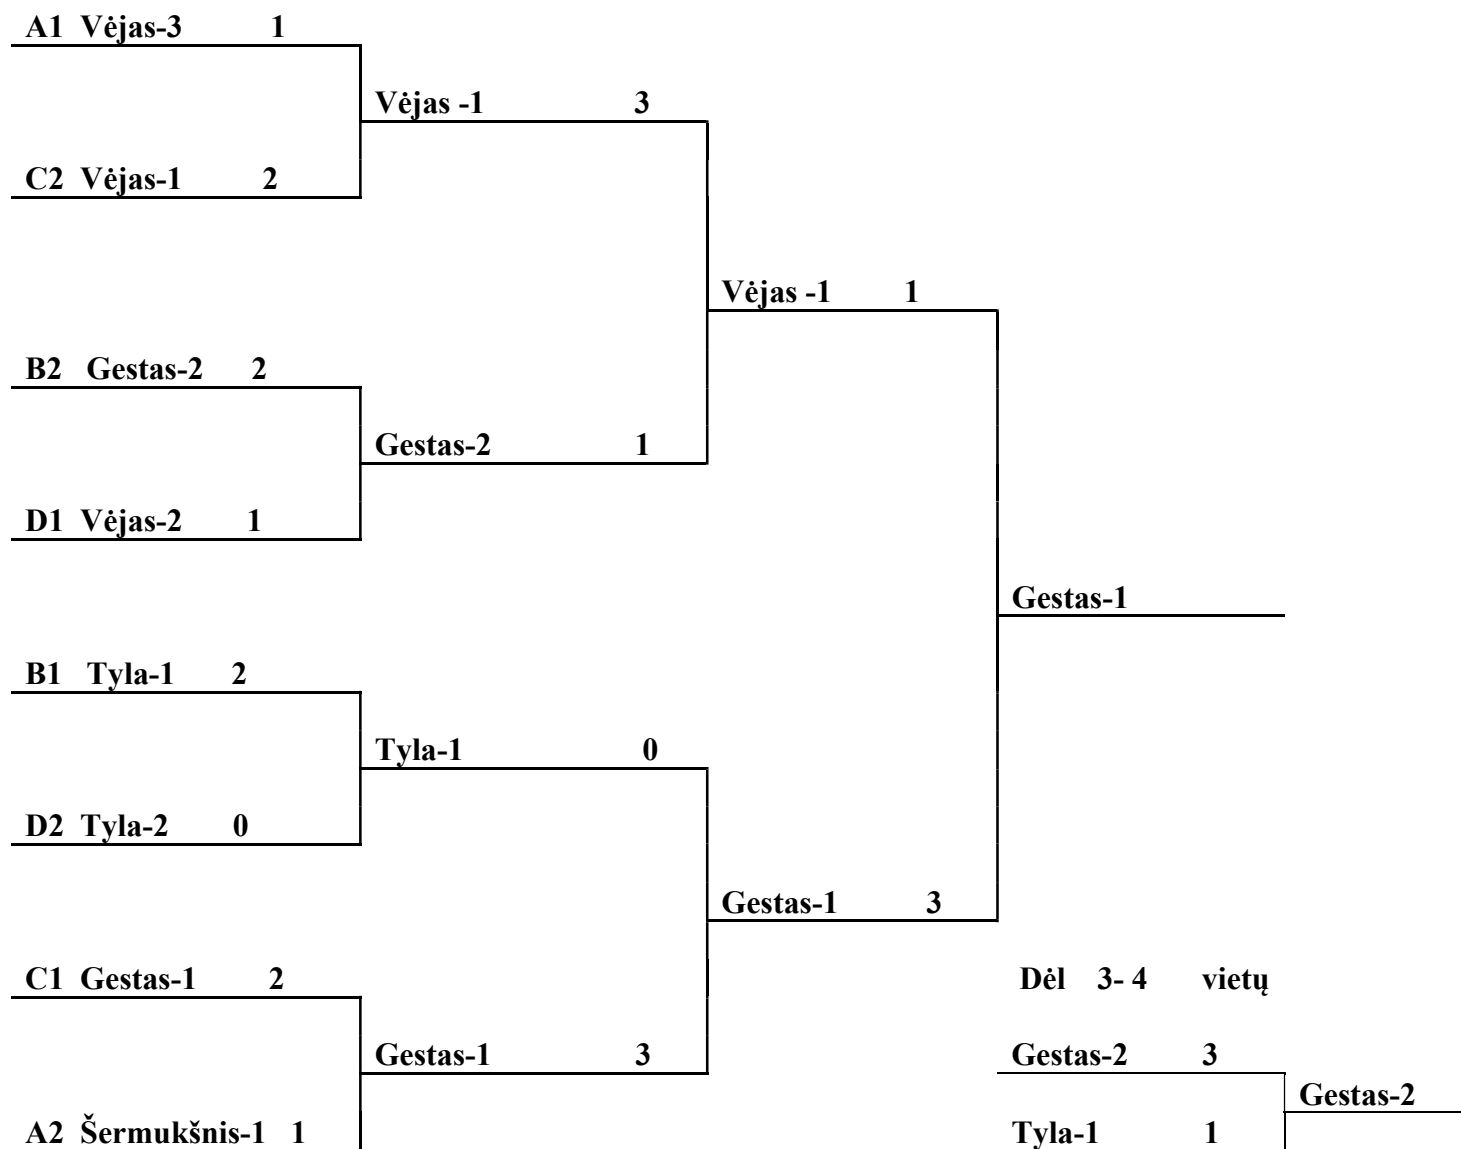 A1 Vėjas-3 1
Vėjas -1 3
C2 Vėjas-1 2
Vėjas -1 1
B2 Gestas-2 2
Gestas-2 1
D1 Vėjas-2 1
Gestas-1
B1 Tyla-1 2
Tyla-1 0
D2 Tyla-2 0
Gestas-1 3
C1 Gestas-1 2
Dėl 3- 4 vietų
Gestas-1 3
Gestas-2 3
Gestas-2
A2 Šermukšnis-1 1
Tyla-1 1